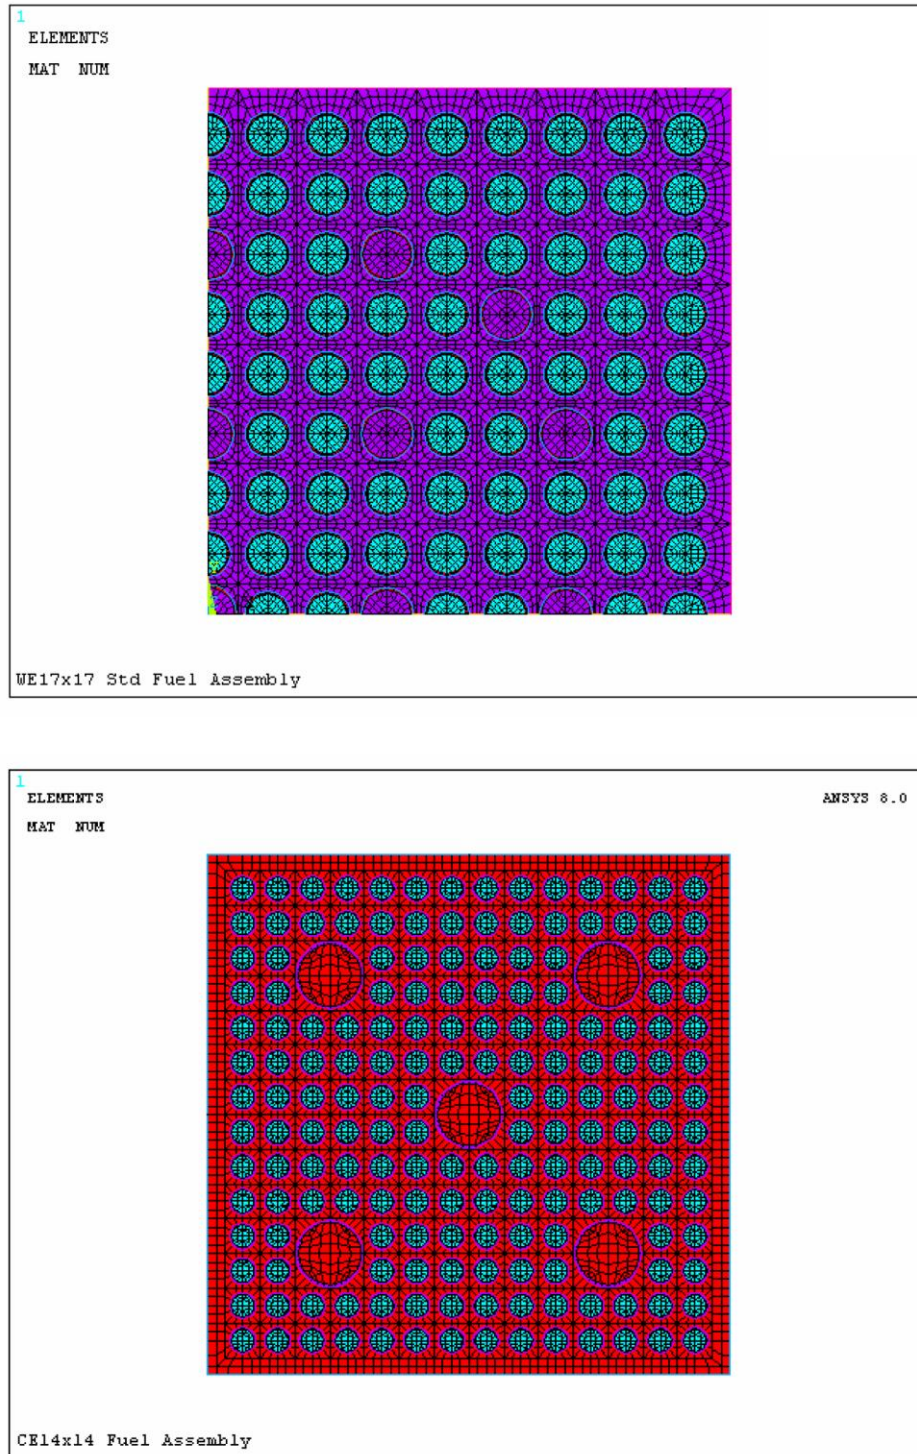 1
ELEMENTS
MAT NUM
Y
WE17x17 Std Fuel Assembly
1
ELEMENTS
ANSYS 8.0
MAT NUM
CE14x14 Fuel Assembly